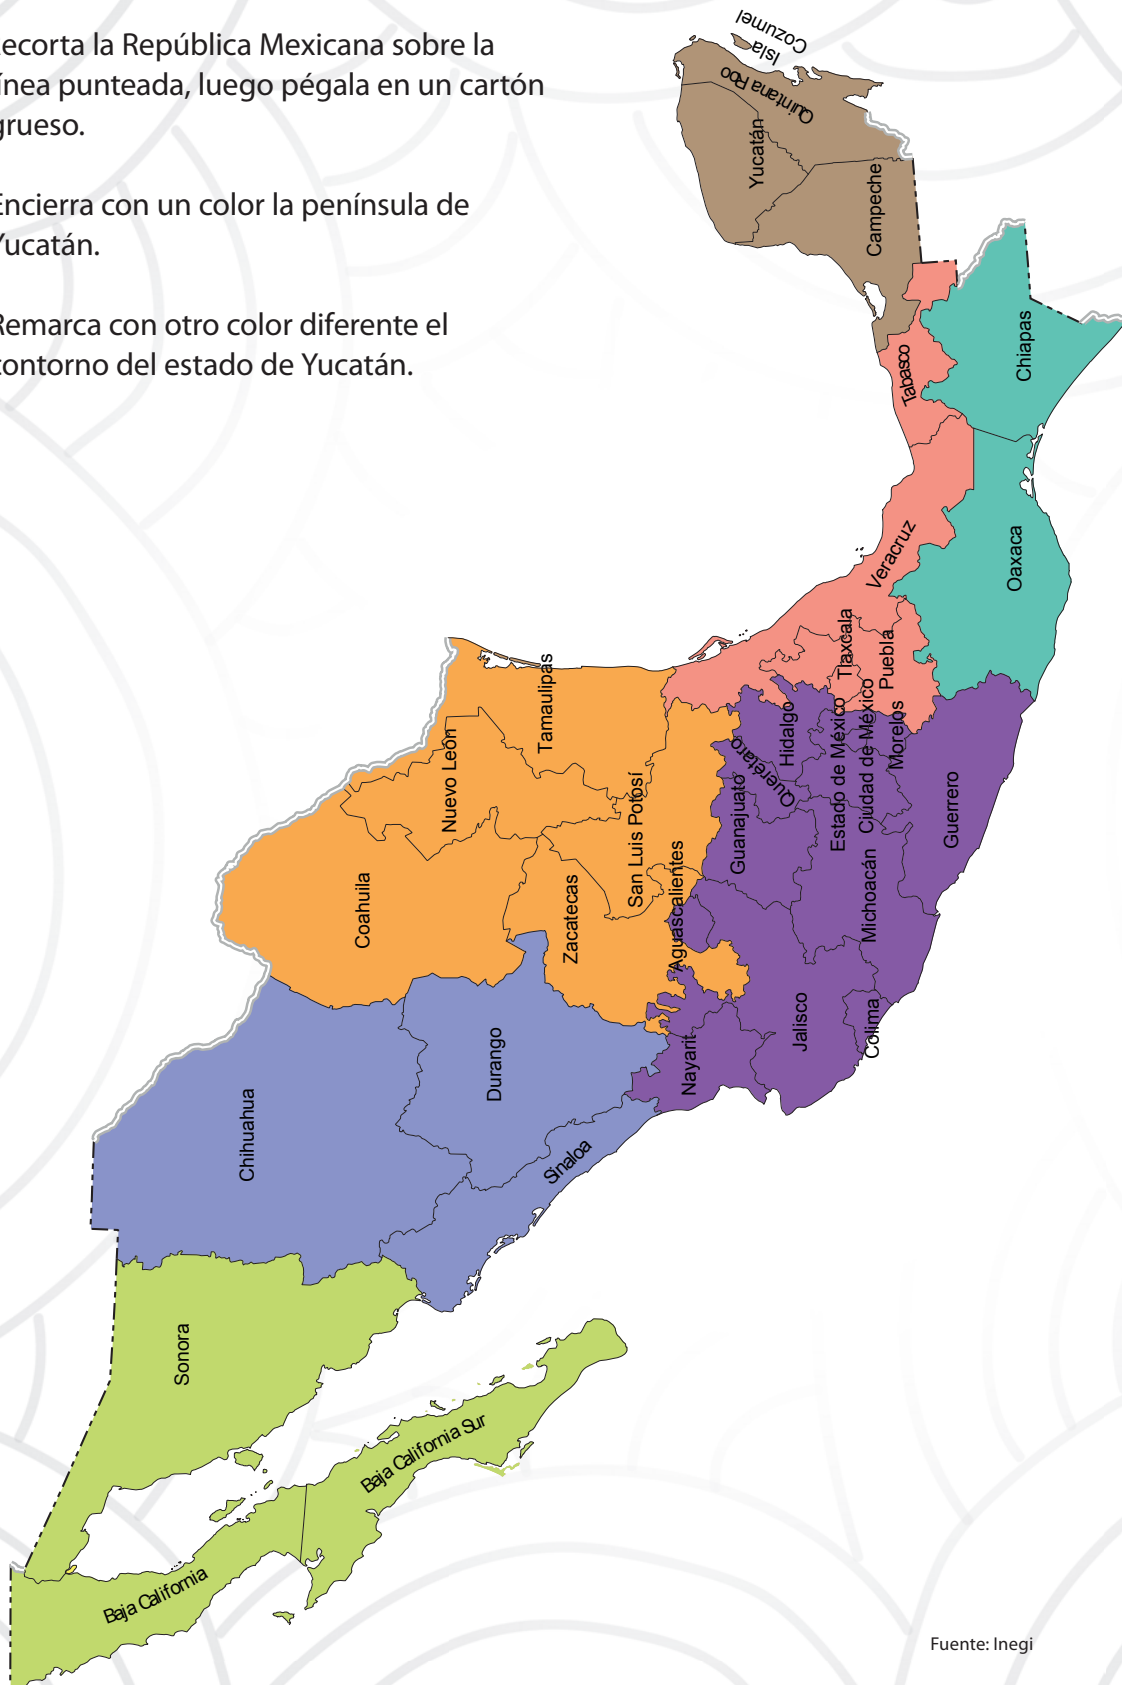 ecorta la República Mexicana sobre la
ínea punteada, luego pégala en un cartón
grueso.
Encierra con un color la península de
Yucatán.
Remarca con otro color diferente el
contorno del estado de Yucatán.
Isla
Cozumel
Quintana Roo
Yucatán
Campeche
Tabasco
Chiapas
Veracruz
Oaxaca
Tlaxcala
Puebla
Tamaulipas
Nuevo León
Hidalgo
Estado de México
Ciudad de México
Morelos
Querétaro
Guanajuato
San Luis Potosí
Guerrero
Coahuila
Zacatecas
Aguascalientes
Michoacán
Jalisco
Colima
Nayarit
Durango
Chihuahua
Sinaloa
Sonora
Baja California Sur
Baja California
Fuente: Inegi